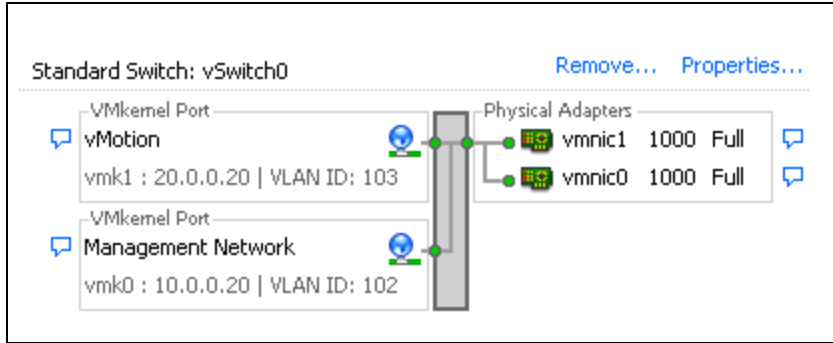 Standard Switch: vSwitch0 Remove... Properties...
VMkernel Port
vMotion
vmk1 : 20.0.0.20 | VLAN ID: 103
VMkernel Port
Management Network
vmk0 : 10.0.0.20 | VLAN ID: 102
Physical Adapters
vmnic1 1000 Full
vmnic0 1000 Full